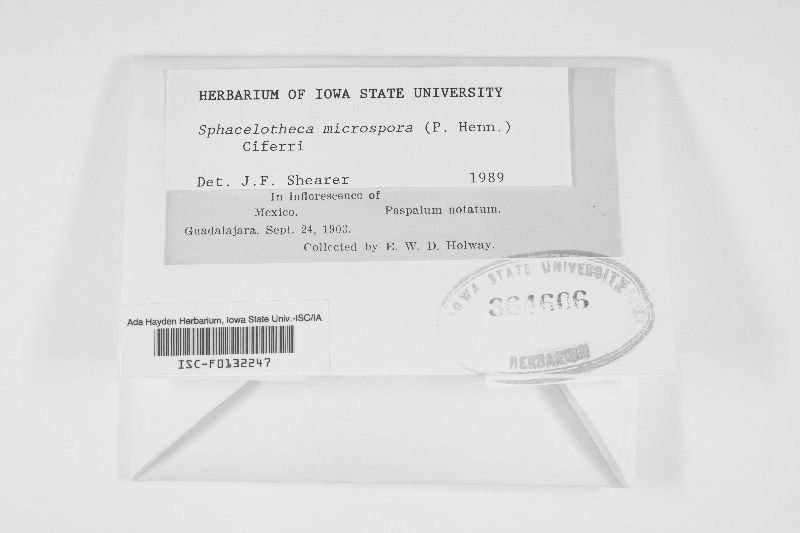 HERBARIUM OF IOWA STATE UNIVERSITY
Sphacelotheca microspora (P. Henn.)
Ciferri
Det. J.F. Shearer 1989
In inflorescence of
Mexico. Paspalum notatum.
Guadalajara. Sept. 24, 1903.
Collected by E. W. D. Holway.
IOWA STATE UNIVERSITY
364606
HERBARIUM
Ada Hayden Herbarium, Iowa State Univ.-ISC/IA
ISC-F0132247